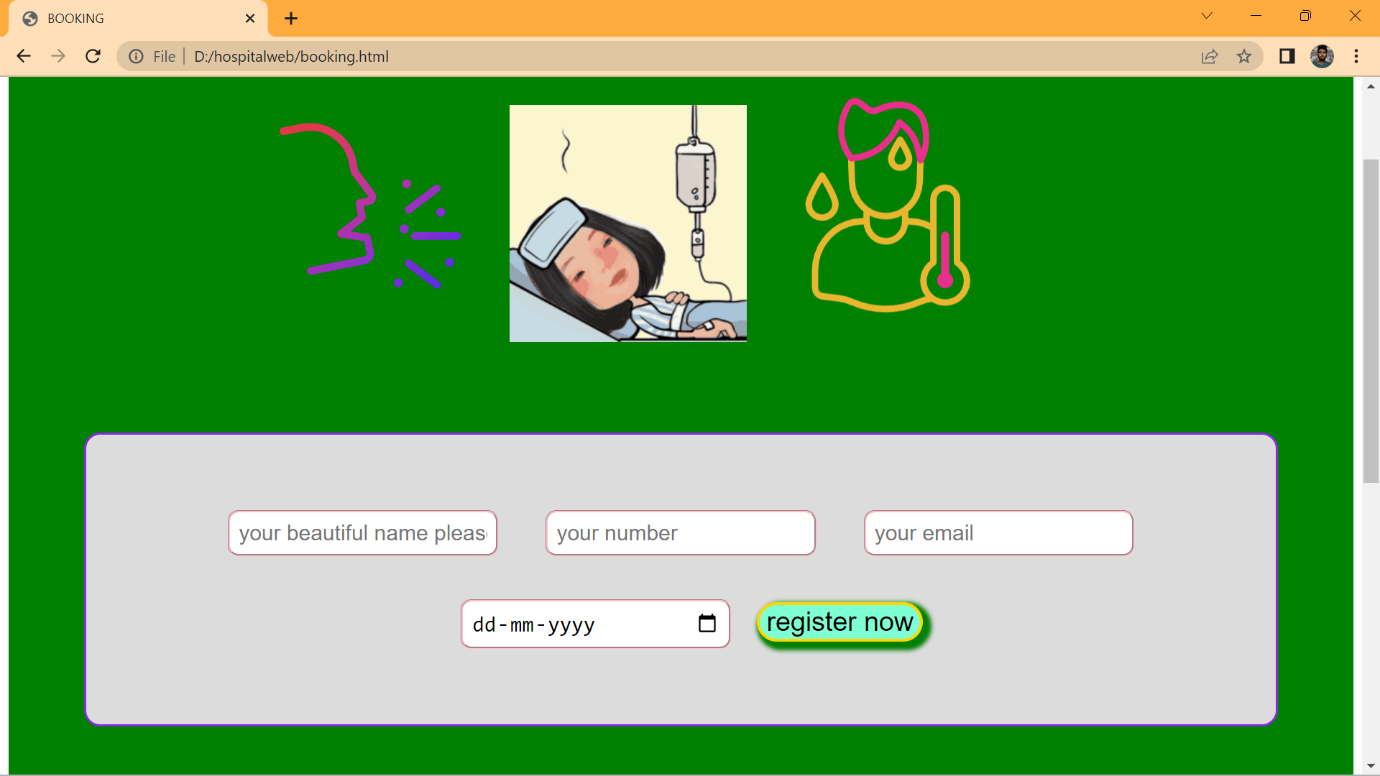 BOOKING
File D:/hospitalweb/booking.html
your beautiful name pleas
your number
your email
dd-mm-yyyy
register now